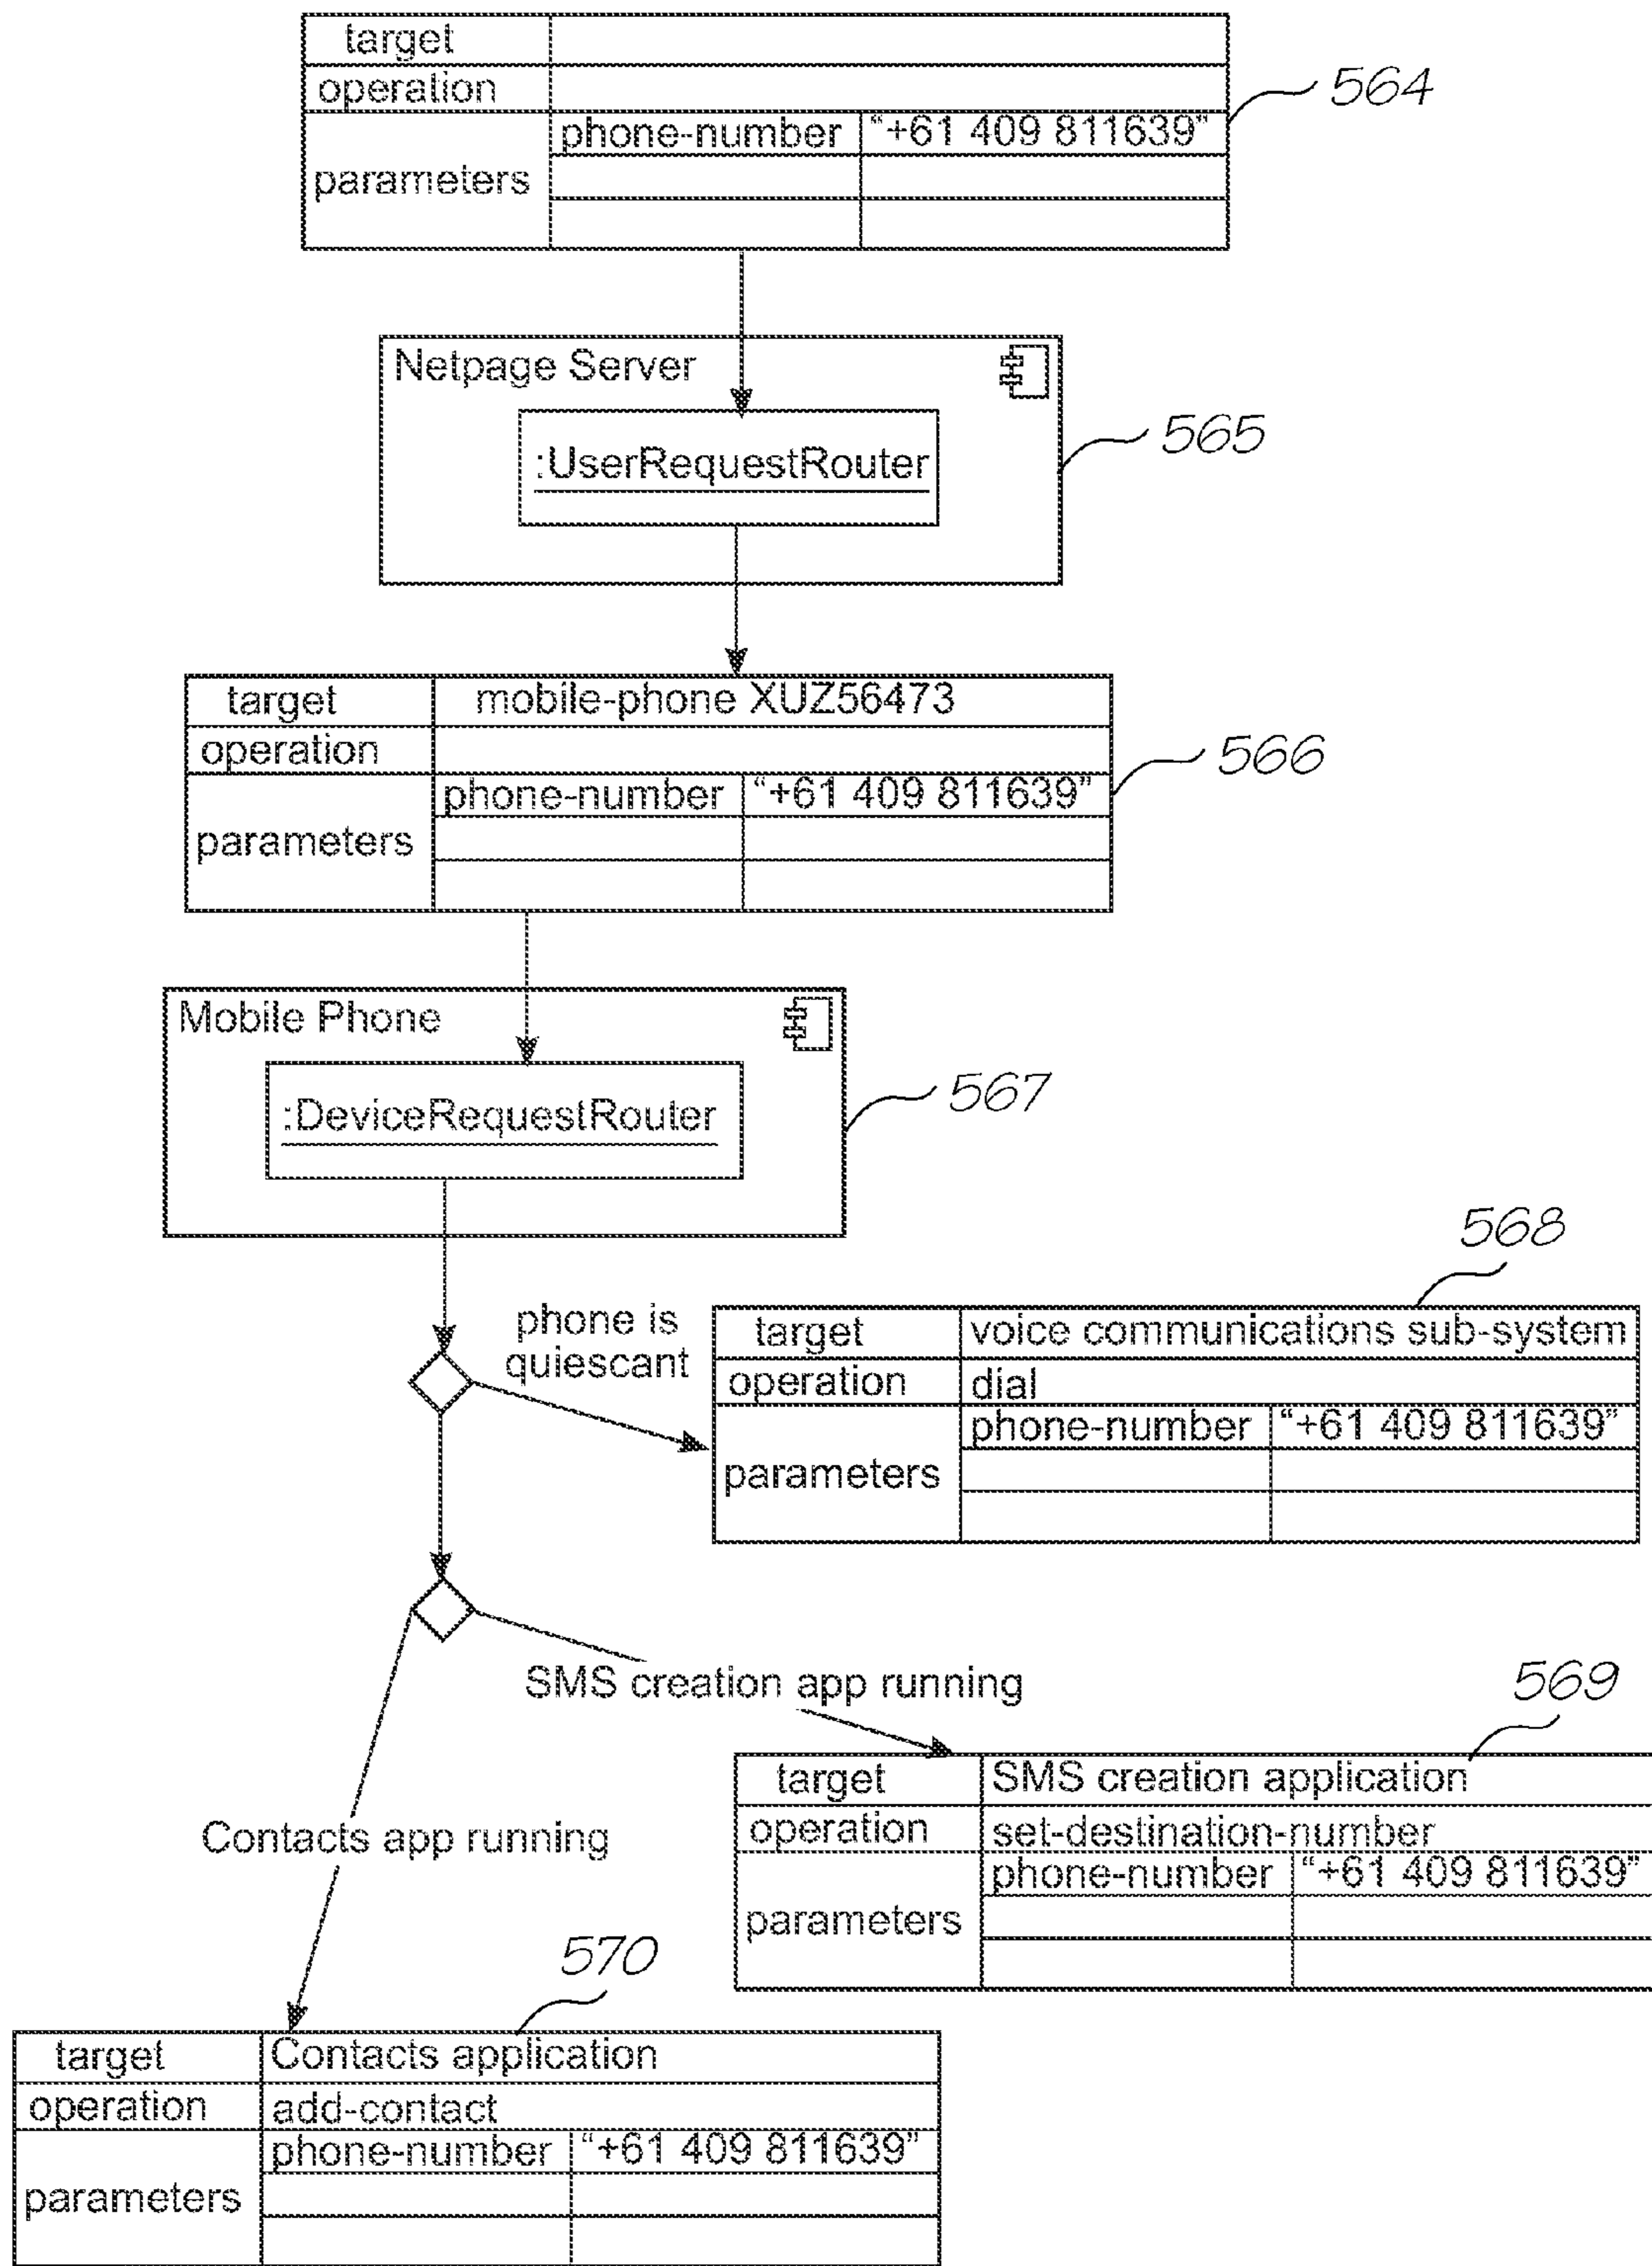 target
operation
parameters
phone-number "+61 409 811639"
564
Netpage Server
:UserRequestRouter
565
target mobile-phone XUZ56473
operation
parameters
phone-number "+61 409 811639"
566
Mobile Phone
:DeviceRequestRouter
567
phone is
quiescant
568
target voice communications sub-system
operation dial
parameters
phone-number "+61 409 811639"
SMS creation app running
569
target SMS creation application
operation set-destination-number
parameters
phone-number "+61 409 811639"
Contacts app running
570
target Contacts application
operation add-contact
parameters
phone-number "+61 409 811639"